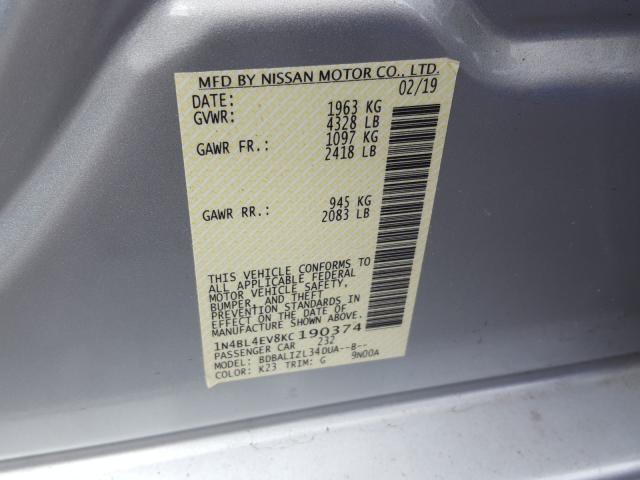 MFD BY NISSAN MOTOR CO., LTD.
DATE: 02/19
GVWR: 1963 KG
4328 LB
GAWR FR.: 1097 KG
2418 LB
GAWR RR.: 945 KG
2083 LB
THIS VEHICLE CONFORMS TO
ALL APPLICABLE FEDERAL
MOTOR VEHICLE SAFETY,
BUMPER, AND THEFT
PREVENTION STANDARDS IN
EFFECT ON THE DATE OF
MANUFACTURE SHOWN ABOVE.
1N4BL4EV8KC190374
PASSENGER CAR 232
MODEL: BDBALIZL34DUA--B--
COLOR: K23 TRIM: G 9N00A